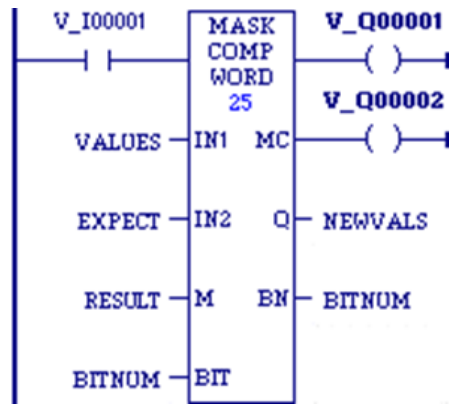 V_I00001 MASK V_Q00001
COMP
WORD
25 V_Q00002
VALUES IN1 MC
EXPECT IN2 Q NEWVALS
RESULT M BN BITNUM
BITNUM BIT